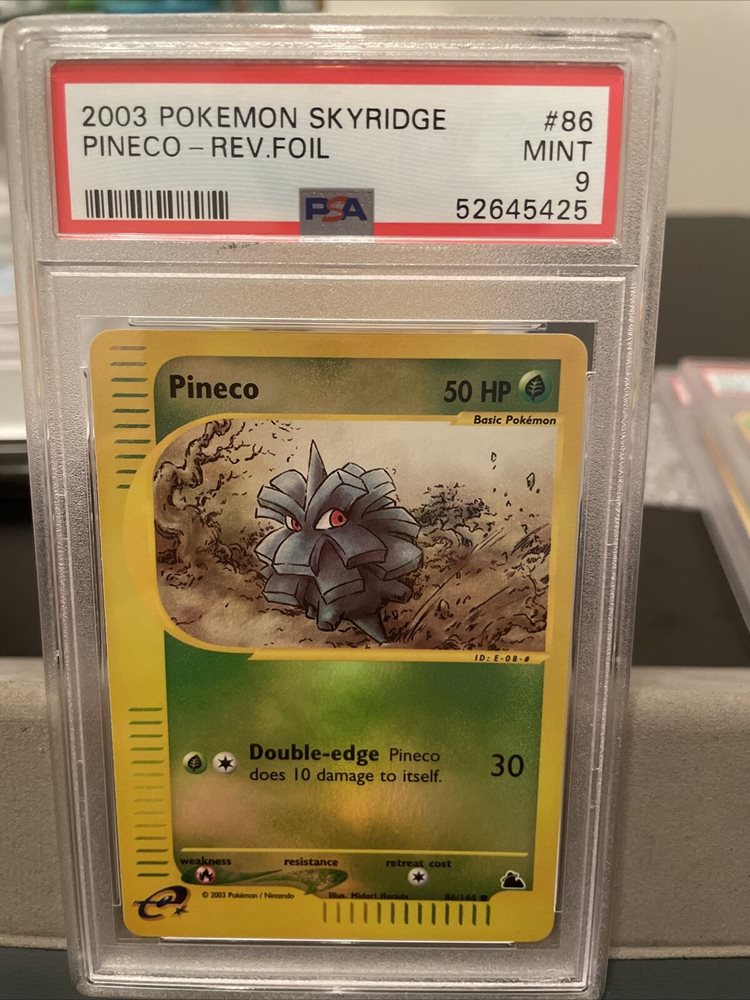 2003 POKEMON SKYRIDGE #86
PINECO – REV.FOIL MINT
9
PSA 52645425
Pineco 50 HP
Basic Pokémon
ID: E-08-#
Double-edge Pineco
does 10 damage to itself. 30
weakness resistance retreat cost
© 2003 Pokémon / Nintendo Illus. Midori Harada 86/144
e